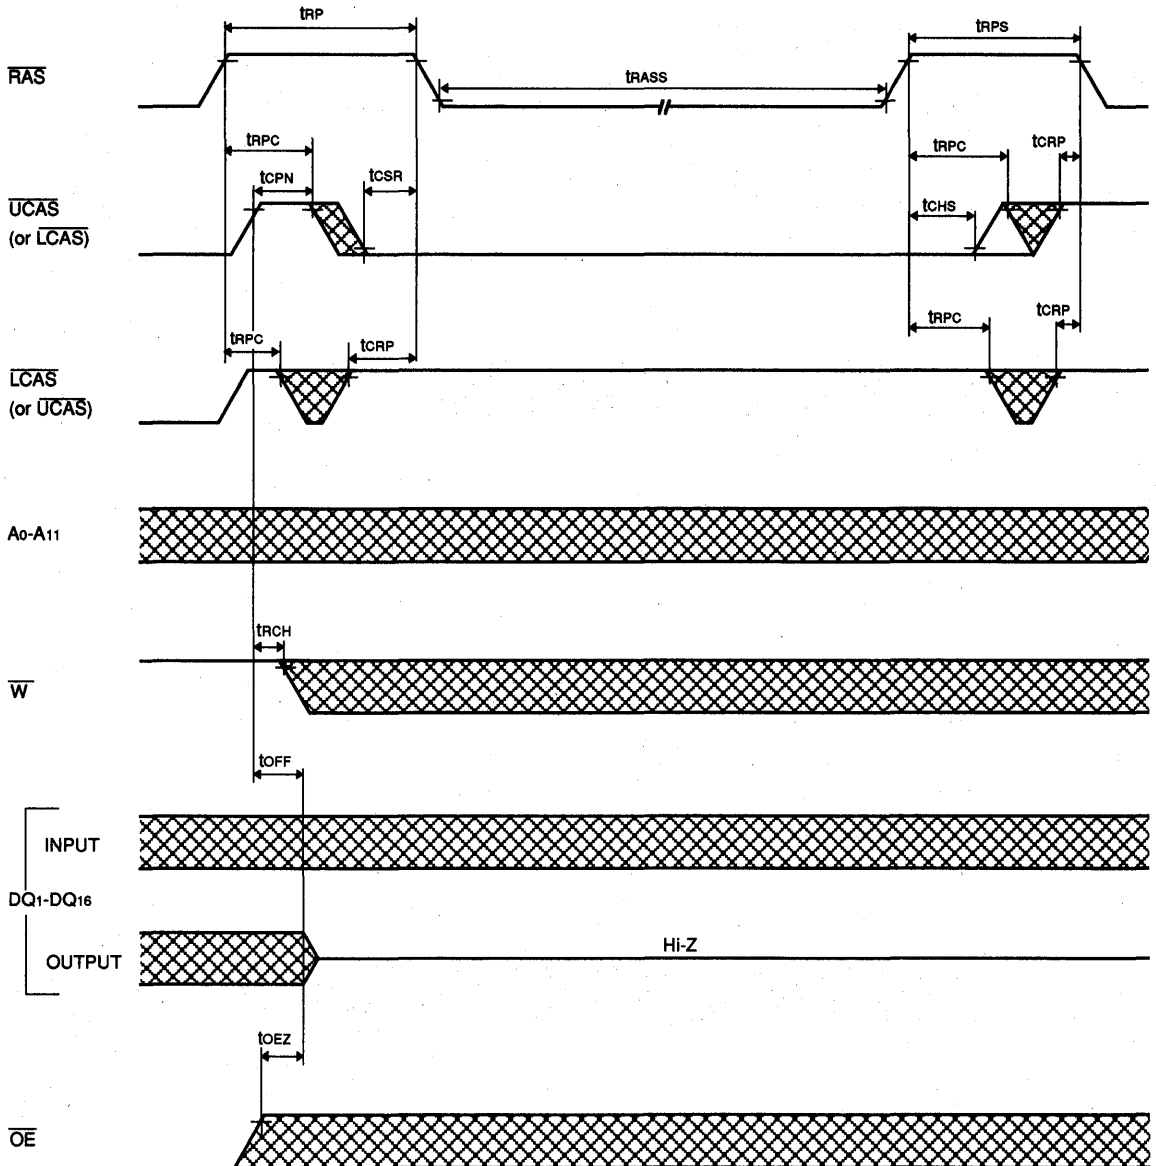 tRP
tRPS
RAS
tRASS
tRPC
tRPC
tCRP
tCPN
tCSR
UCAS
(or LCAS)
tCHS
tRPC
tCRP
tRPC
tCRP
LCAS
(or UCAS)
A0-A11
tRCH
W
tOFF
INPUT
DQ1-DQ16
OUTPUT
Hi-Z
tOEZ
OE